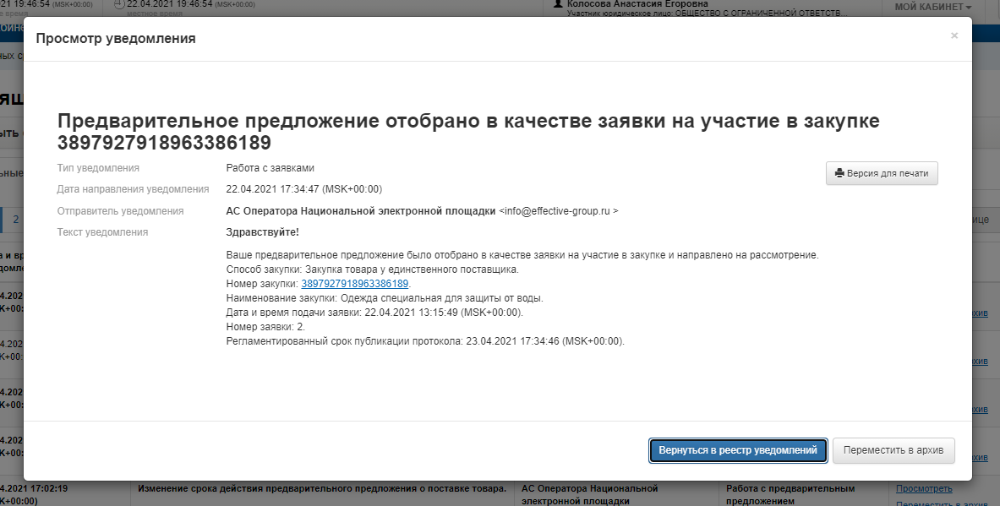 21 19:46:54 (MSK+00:00)
22.04.2021 19:46:54 (MSK+00:00)
местное время
Колосова Анастасия Егоровна
Участник юридическое лицо: ОБЩЕСТВО С ОГРАНИЧЕННОЙ ОТВЕТСТВ...
МОЙ КАБИНЕТ
Просмотр уведомления
×
Предварительное предложение отобрано в качестве заявки на участие в закупке
3897927918963386189
Тип уведомления
Работа с заявками
Версия для печати
Дата направления уведомления
22.04.2021 17:34:47 (MSK+00:00)
Отправитель уведомления
АС Оператора Национальной электронной площадки <info@effective-group.ru >
Текст уведомления
Здравствуйте!
2
Ваше предварительное предложение было отобрано в качестве заявки на участие в закупке и направлено на рассмотрение.
Способ закупки: Закупка товара у единственного поставщика.
Номер закупки: 3897927918963386189.
Наименование закупки: Одежда специальная для защиты от воды.
Дата и время подачи заявки: 22.04.2021 13:15:49 (MSK+00:00).
Номер заявки: 2.
Регламентированный срок публикации протокола: 23.04.2021 17:34:46 (MSK+00:00).
Вернуться в реестр уведомлений
Переместить в архив
4.2021 17:02:19
K+00:00)
Изменение срока действия предварительного предложения о поставке товара.
АС Оператора Национальной
электронной площадки
Работа с предварительным
предложением
Просмотреть
Переместить в архив